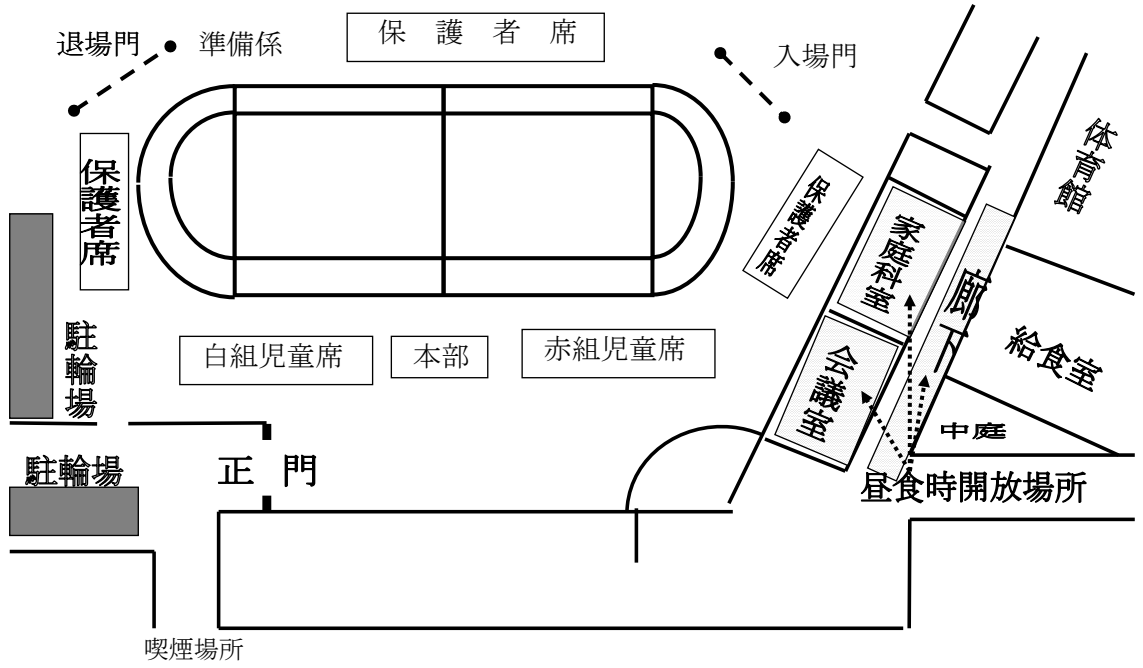 退場門
準備係
保 護 者 席
入場門
体育館
保護者席
保護者席
家庭科室
廊下
給食室
駐輪場
白組児童席
本部
赤組児童席
会議室
中庭
駐輪場
正 門
昼食時開放場所
喫煙場所